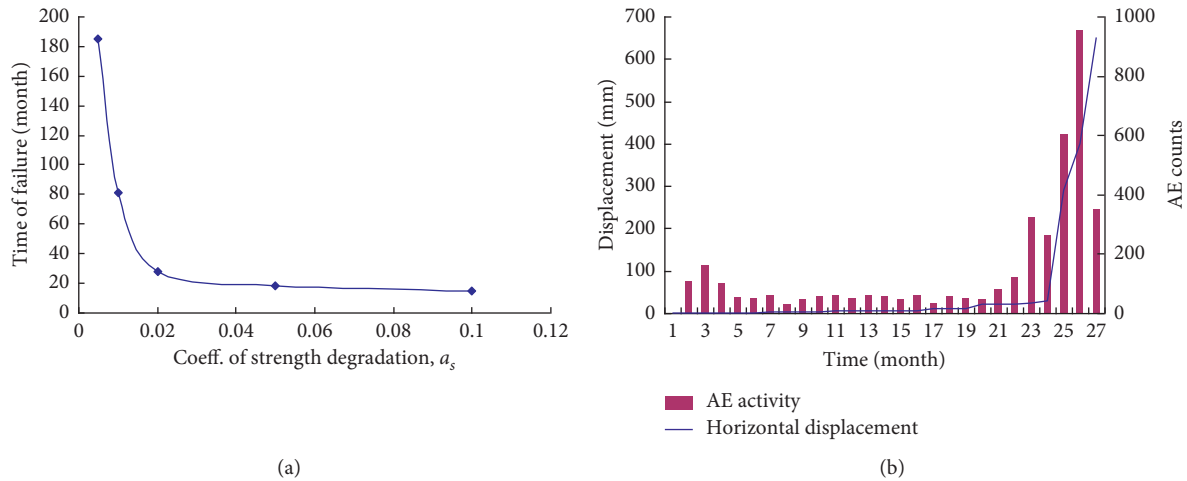 200
180
160
140
120
100
80
60
40
20
0
Time of failure (month)
0 0.02 0.04 0.06 0.08 0.1 0.12
Coeff. of strength degradation, a_s
(a)
700
600
500
400
300
200
100
0
Displacement (mm)
1000
800
600
400
200
0
AE counts
1 3 5 7 9 11 13 15 17 19 21 23 25 27
Time (month)
AE activity
Horizontal displacement
(b)